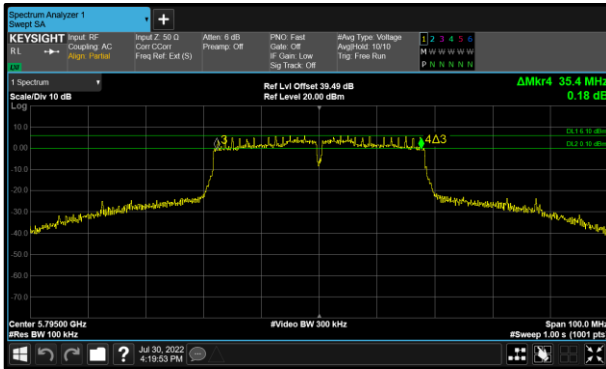 Spectrum Analyzer 1
Swept SA
KEYSIGHT
RL
Input: RF
Coupling: AC
Align: Partial
Input Z: 50 Ω
Corr CCorr
Freq Ref: Ext (S)
Atten: 6 dB
Preamp: Off
PNO: Fast
Gate: Off
IF Gain: Low
Sig Track: Off
#Avg Type: Voltage
Avg|Hold: 10/10
Trig: Free Run
1 2 3 4 5 6
M W W W W W
P N N N N N
1 Spectrum
Scale/Div 10 dB
Log
Ref Lvl Offset 39.49 dB
Ref Level 20.00 dBm
ΔMkr4 35.4 MHz
0.18 dB
10.0
0.00
-10.0
-20.0
-30.0
-40.0
-50.0
-60.0
-70.0
3
4Δ3
DL1 6.10 dBm
DL2 0.10 dBm
Center 5.79500 GHz
#Res BW 100 kHz
#Video BW 300 kHz
Span 100.0 MHz
#Sweep 1.00 s (1001 pts)
Jul 30, 2022
4:19:53 PM